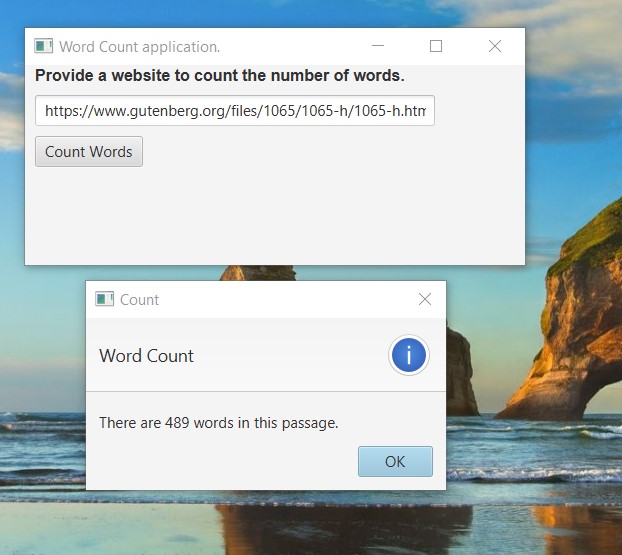 Word Count application.
Provide a website to count the number of words.
https://www.gutenberg.org/files/1065/1065-h/1065-h.htm
Count Words
Count
Word Count
i
There are 489 words in this passage.
OK